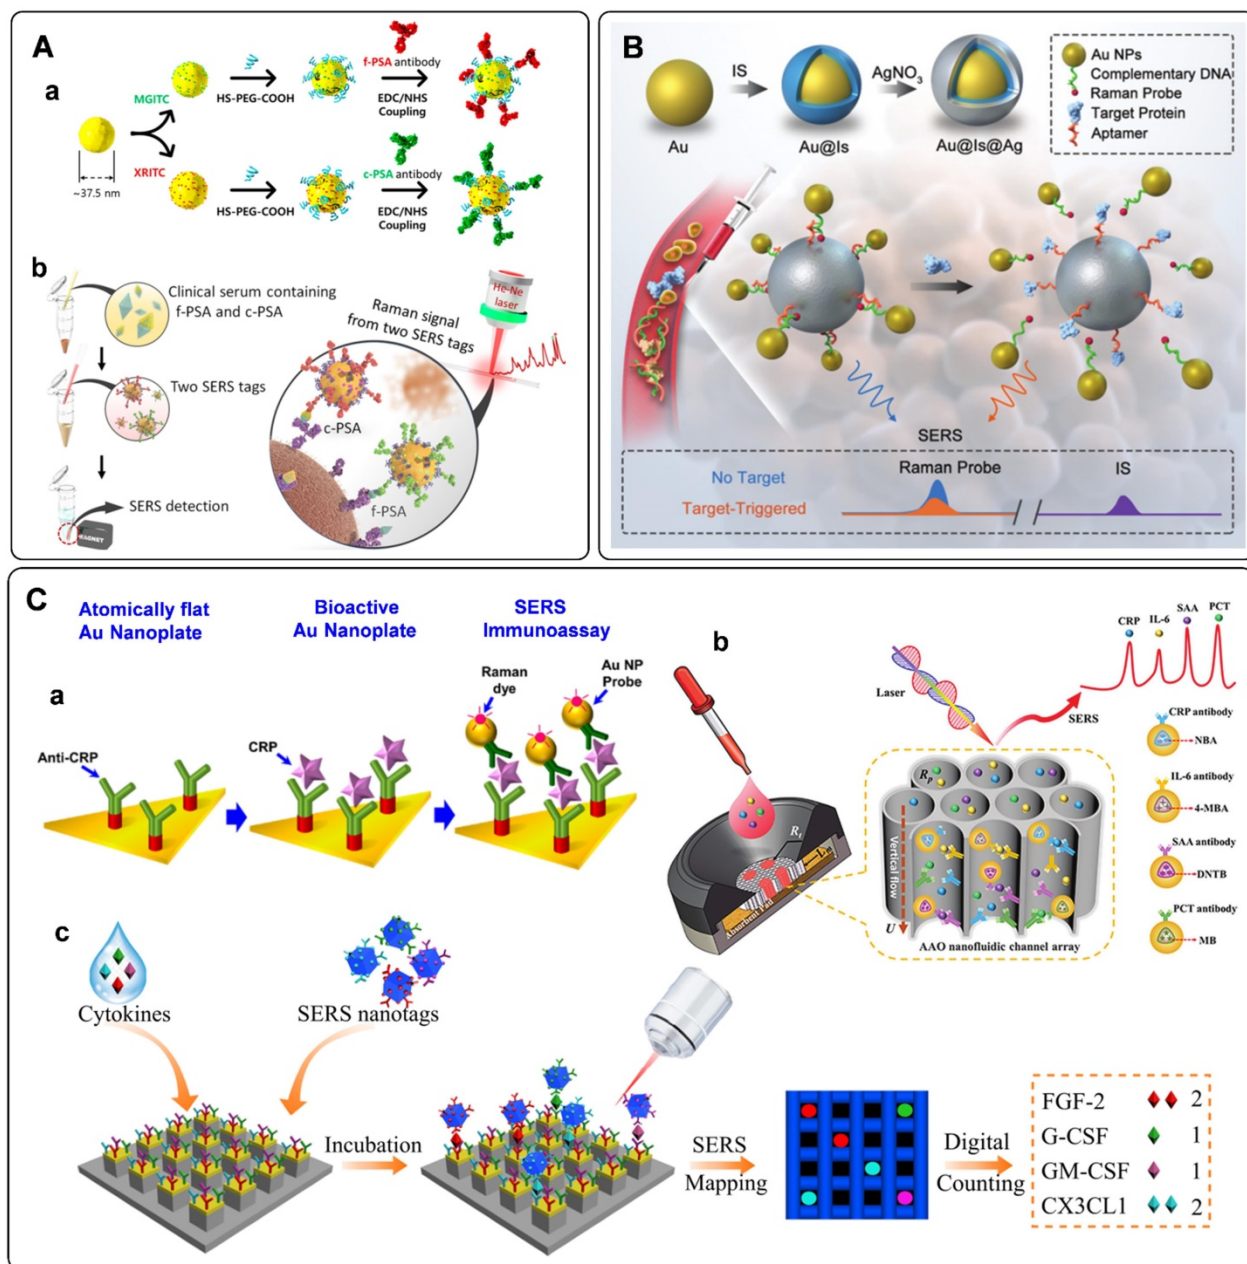 A
a
MGITC
XRITC
~37.5 nm
HS-PEG-COOH
f-PSA antibody
EDC/NHS
Coupling
HS-PEG-COOH
c-PSA antibody
EDC/NHS
Coupling
b
Clinical serum containing
f-PSA and c-PSA
Two SERS tags
SERS detection
MAGNET
Raman signal
from two SERS tags
He-Ne
laser
c-PSA
f-PSA
B
Au
IS
Au@Is
AgNO3
Au@Is@Ag
Au NPs
Complementary DNA
Raman Probe
Target Protein
Aptamer
SERS
No Target
Target-Triggered
Raman Probe
IS
C
Atomically flat
Au Nanoplate
Bioactive
Au Nanoplate
SERS
Immunoassay
a
Anti-CRP
CRP
Raman
dye
Au NP
Probe
b
Rt
L
Absorbent Pad
Laser
SERS
CRP
IL-6
SAA
PCT
Rp
Vertical flow
U
AAO nanofluidic channel array
CRP antibody
NBA
IL-6 antibody
4-MBA
SAA antibody
DNTB
PCT antibody
MB
c
Cytokines
SERS nanotags
Incubation
SERS
Mapping
Digital
Counting
FGF-2 2
G-CSF 1
GM-CSF 1
CX3CL1 2